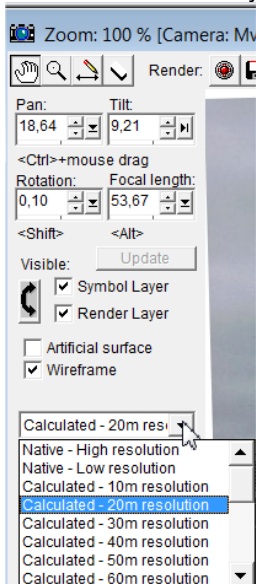 Zoom: 100 % [Camera: Mv
Render:
Pan: Tilt:
18,64 9,21
<Ctrl>+mouse drag
Rotation: Focal length:
0,10 53,67
<Shift> <Alt>
Visible: Update
Symbol Layer
Render Layer
Artificial surface
Wireframe
Calculated - 20m res
Native - High resolution
Native - Low resolution
Calculated - 10m resolution
Calculated - 20m resolution
Calculated - 30m resolution
Calculated - 40m resolution
Calculated - 50m resolution
Calculated - 60m resolution